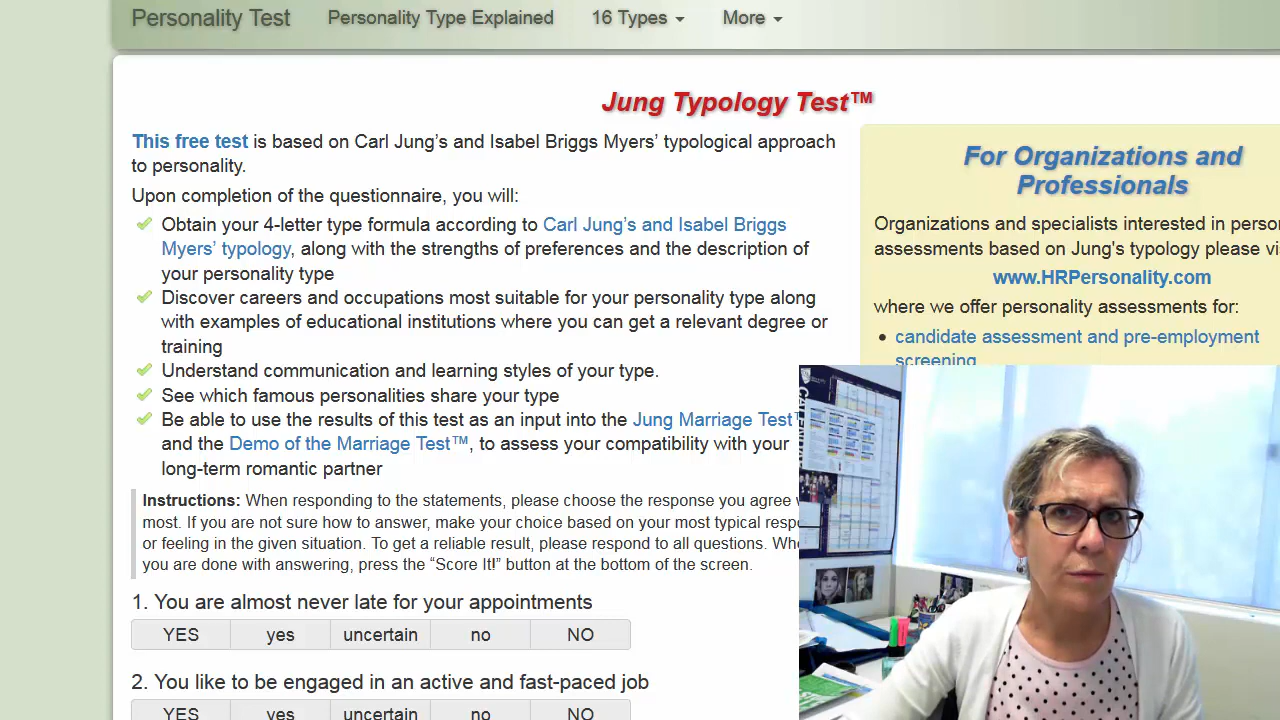 Personality Test Personality Type Explained 16 Types More
Jung Typology Test™
This free test is based on Carl Jung's and Isabel Briggs Myers' typological approach
to personality.
Upon completion of the questionnaire, you will:
Obtain your 4-letter type formula according to Carl Jung's and Isabel Briggs
Myers' typology, along with the strengths of preferences and the description of
your personality type
Discover careers and occupations most suitable for your personality type along
with examples of educational institutions where you can get a relevant degree or
training
Understand communication and learning styles of your type.
See which famous personalities share your type
Be able to use the results of this test as an input into the Jung Marriage Test™
and the Demo of the Marriage Test™, to assess your compatibility with your
long-term romantic partner
Instructions: When responding to the statements, please choose the response you agree
most. If you are not sure how to answer, make your choice based on your most typical
or feeling in the given situation. To get a reliable result, please respond to all questions.
you are done with answering, press the “Score It!” button at the bottom of the screen.
1. You are almost never late for your appointments
YES yes uncertain no NO
2. You like to be engaged in an active and fast-paced job
YES yes uncertain no NO
For Organizations and
Professionals
Organizations and specialists interested in
assessments based on Jung's typology please
www.HRPersonality.com
where we offer personality assessments for:
candidate assessment and pre-employment
screening